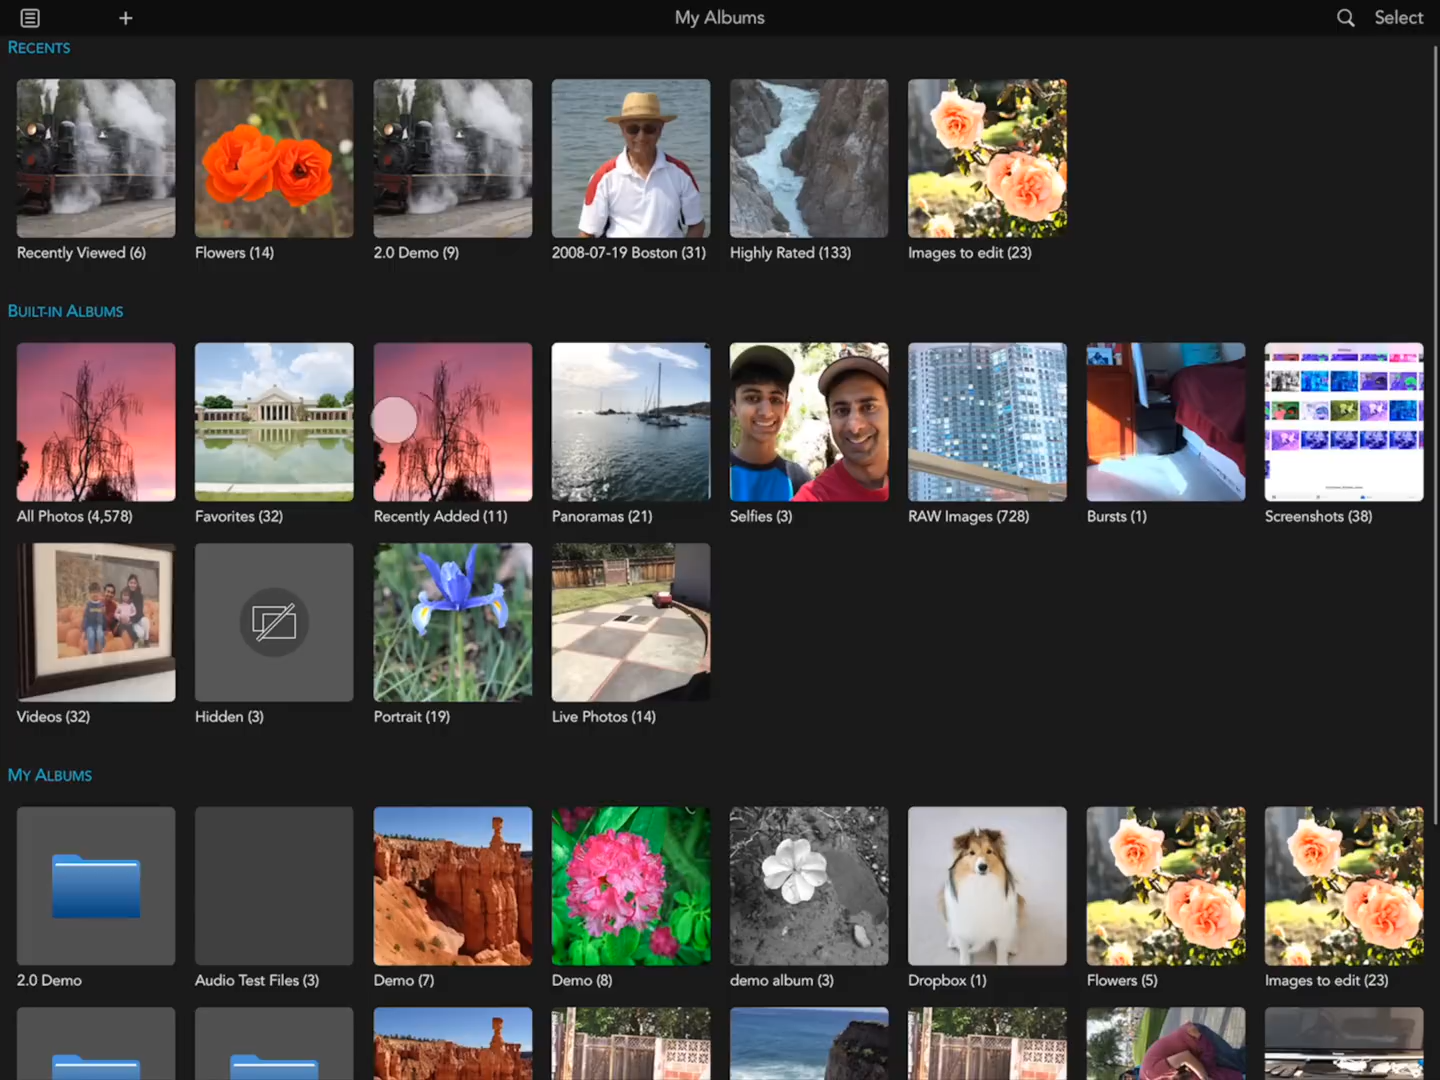 My Albums
Select
RECENTS
Recently Viewed (6)
Flowers (14)
2.0 Demo (9)
2008-07-19 Boston (31)
Highly Rated (133)
Images to edit (23)
BUILT-IN ALBUMS
All Photos (4,578)
Favorites (32)
Recently Added (11)
Panoramas (21)
Selfies (3)
RAW Images (728)
Bursts (1)
Screenshots (38)
Videos (32)
Hidden (3)
Portrait (19)
Live Photos (14)
MY ALBUMS
2.0 Demo
Audio Test Files (3)
Demo (7)
Demo (8)
demo album (3)
Dropbox (1)
Flowers (5)
Images to edit (23)